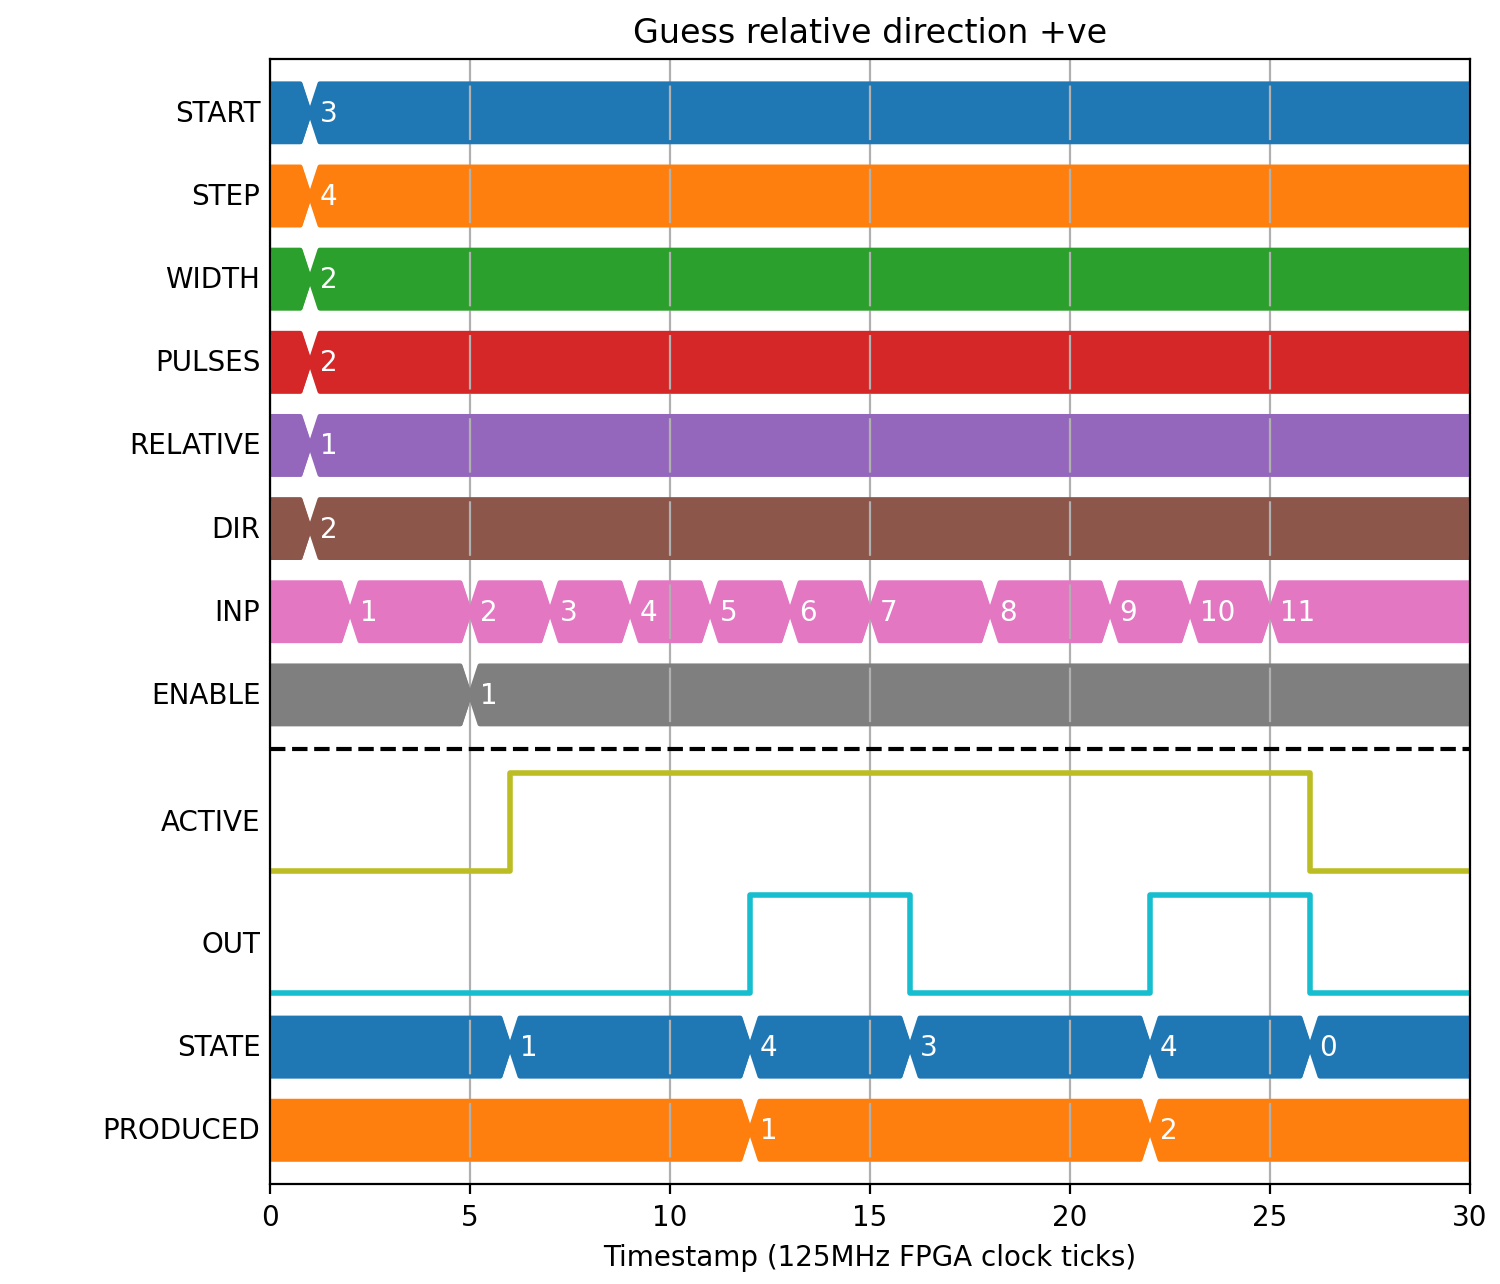 Guess relative direction +ve
START 3
STEP 4
WIDTH 2
PULSES 2
RELATIVE 1
DIR 2
INP 1 2 3 4 5 6 7 8 9 10 11
ENABLE 1
ACTIVE
OUT
STATE 1 4 3 4 0
PRODUCED 1 2
0 5 10 15 20 25 30
Timestamp (125MHz FPGA clock ticks)